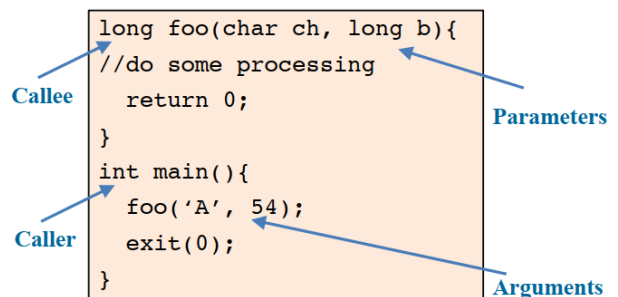 long foo(char ch, long b){
//do some processing
Callee
return 0;
Parameters
}
int main(){
foo(‘A’, 54);
Caller
exit(0);
}
Arguments